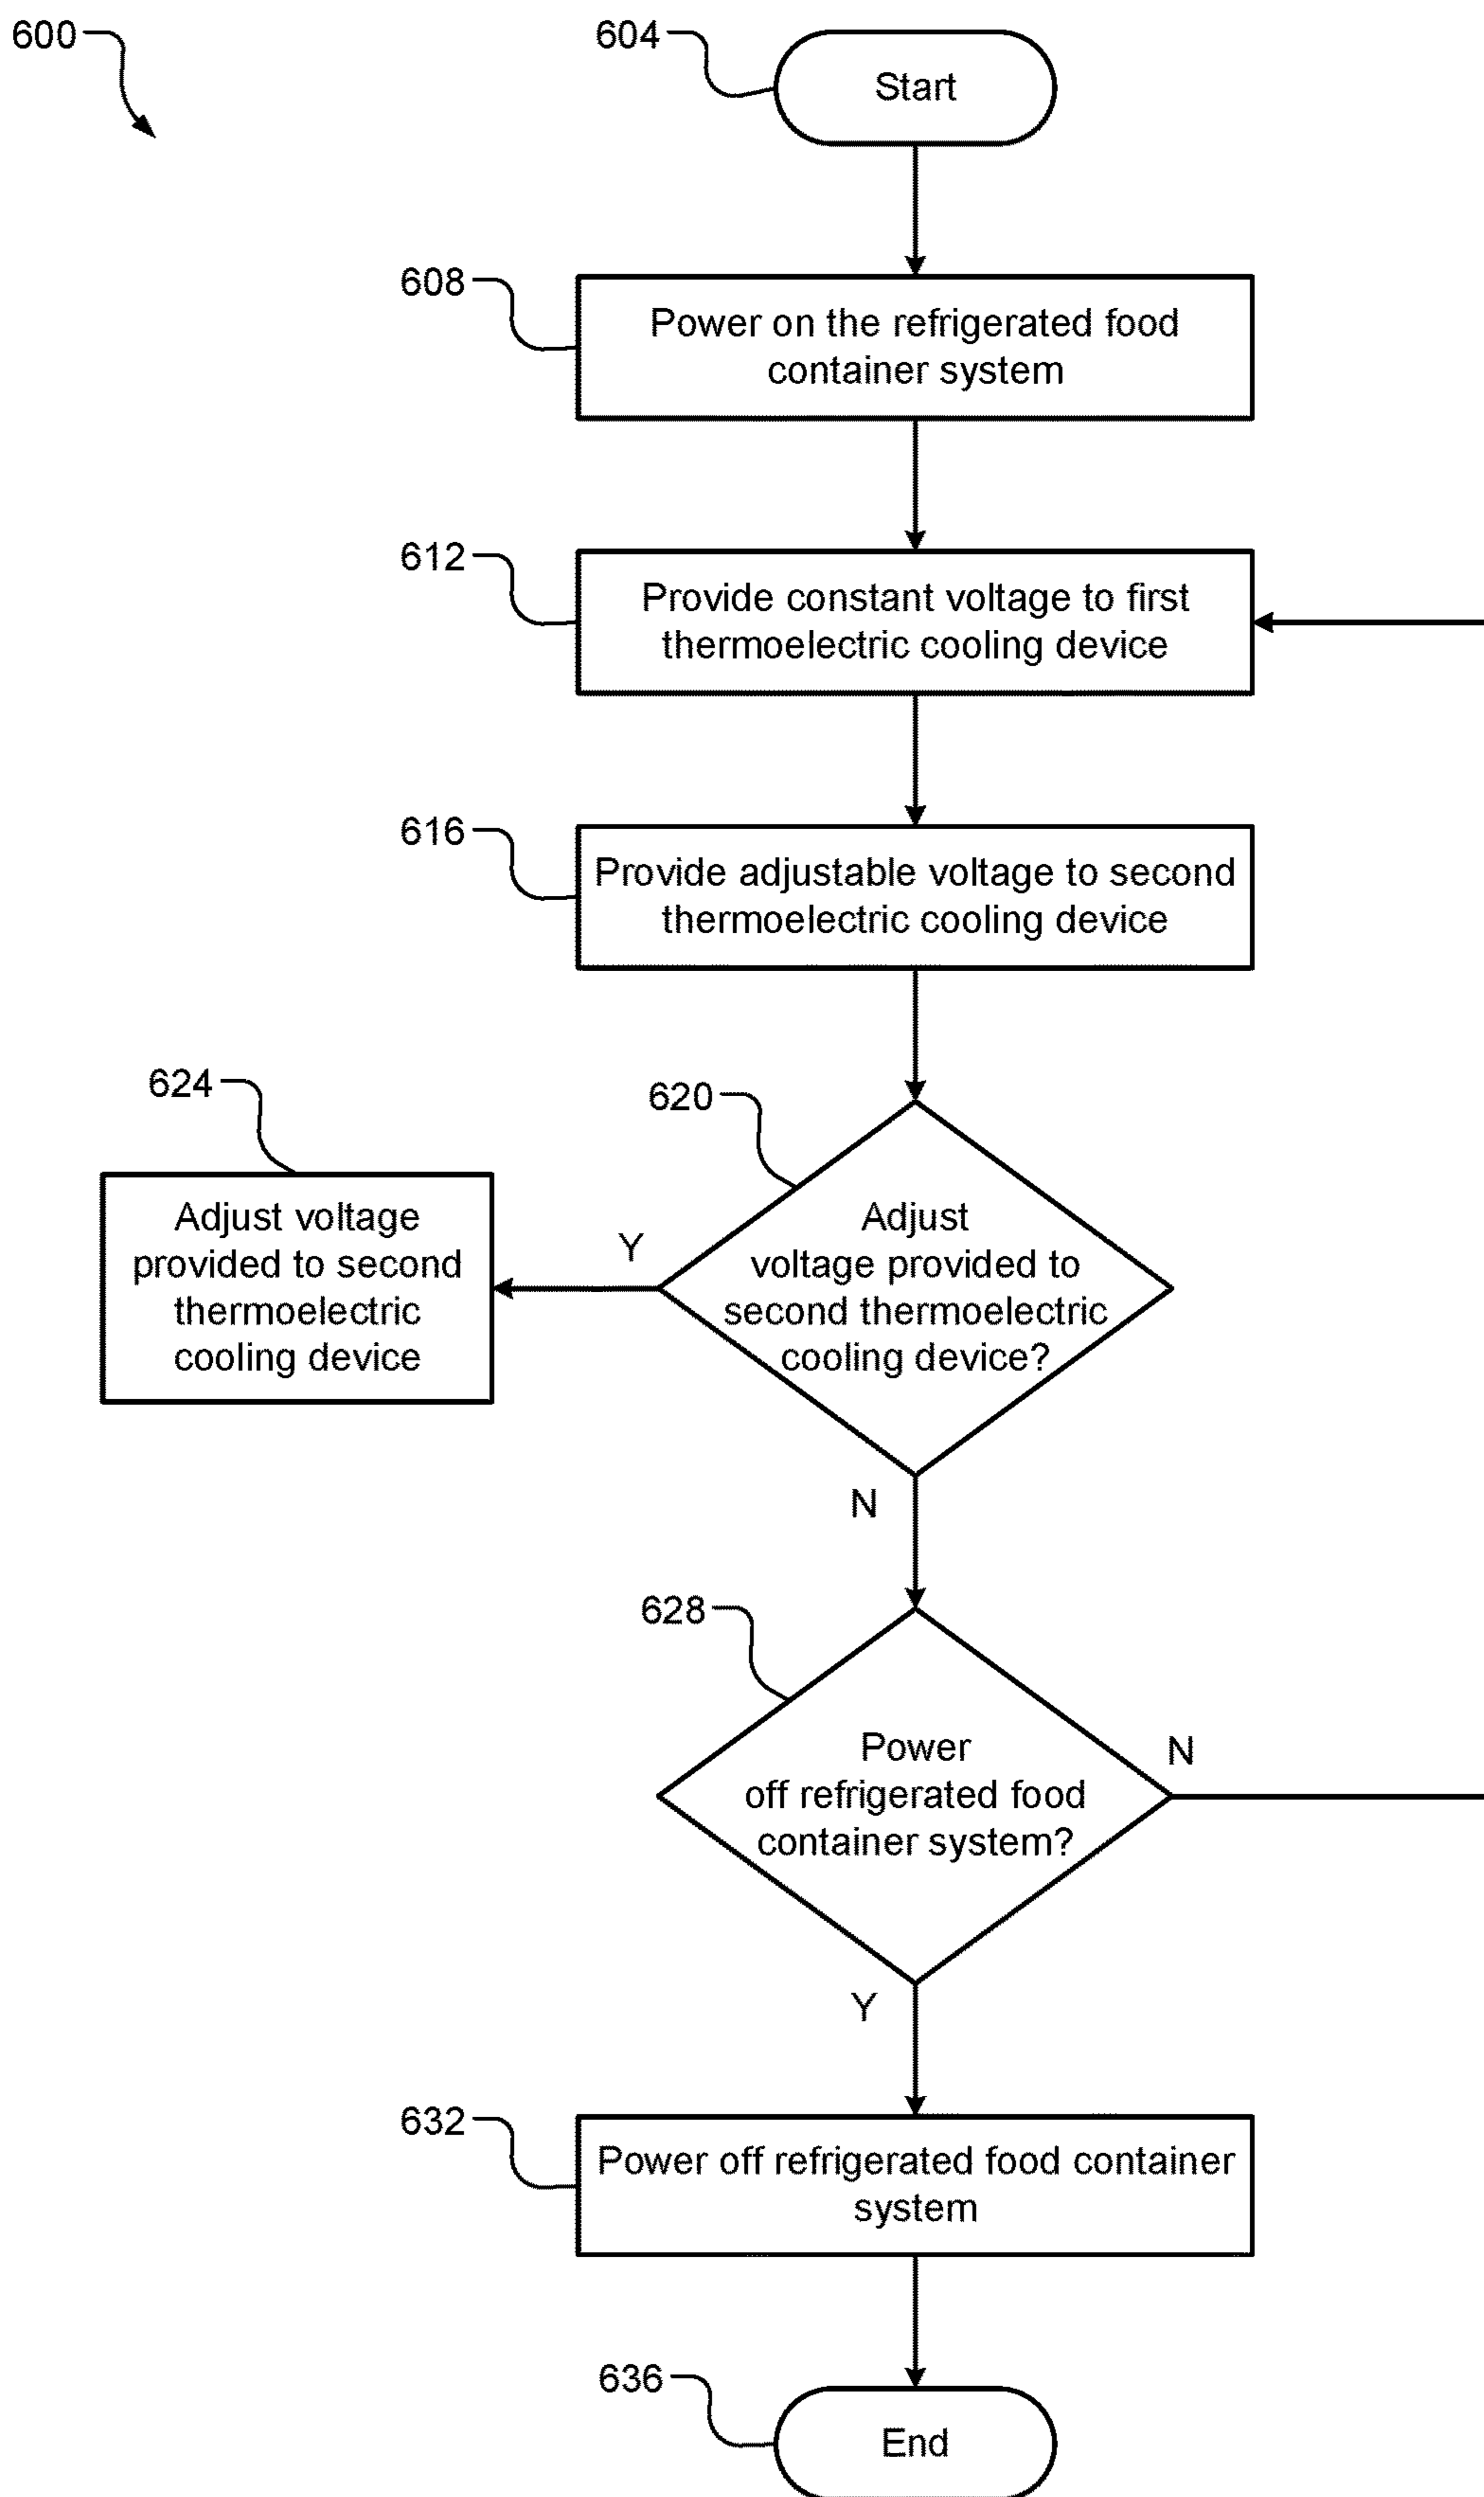 600
604
Start
608
Power on the refrigerated food
container system
612
Provide constant voltage to first
thermoelectric cooling device
616
Provide adjustable voltage to second
thermoelectric cooling device
624
620
Adjust voltage
provided to second
thermoelectric
cooling device
Y
Adjust
voltage provided to
second thermoelectric
cooling device?
N
628
Power
off refrigerated food
container system?
N
Y
632
Power off refrigerated food container
system
636
End